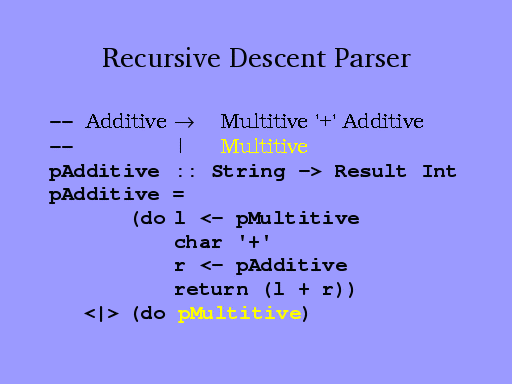 Recursive Descent Parser
-- Additive → Multitive '+' Additive
-- | Multitive
pAdditive :: String -> Result Int
pAdditive =
(do l <- pMultitive
char '+'
r <- pAdditive
return (l + r))
<|> (do pMultitive)